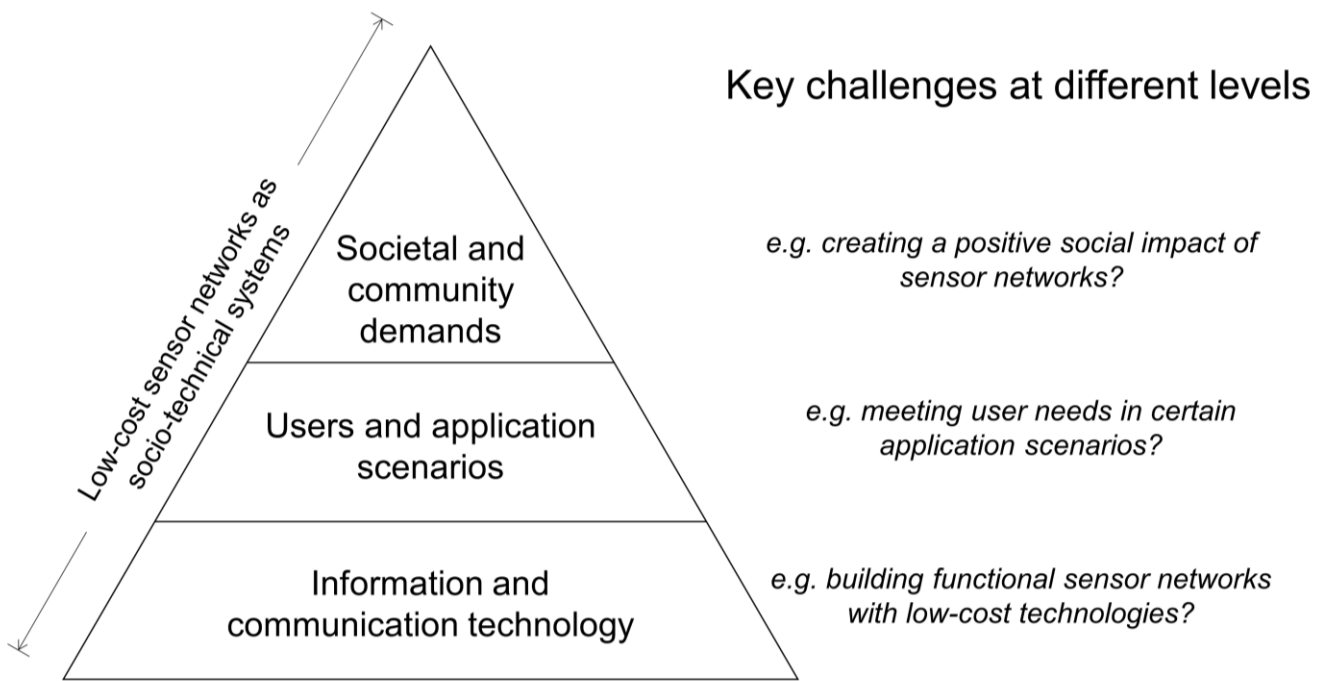 Key challenges at different levels
Low-cost sensor networks as
socio-technical systems
Societal and
community
demands
e.g. creating a positive social impact of
sensor networks?
Users and application
scenarios
e.g. meeting user needs in certain
application scenarios?
Information and
communication technology
e.g. building functional sensor networks
with low-cost technologies?